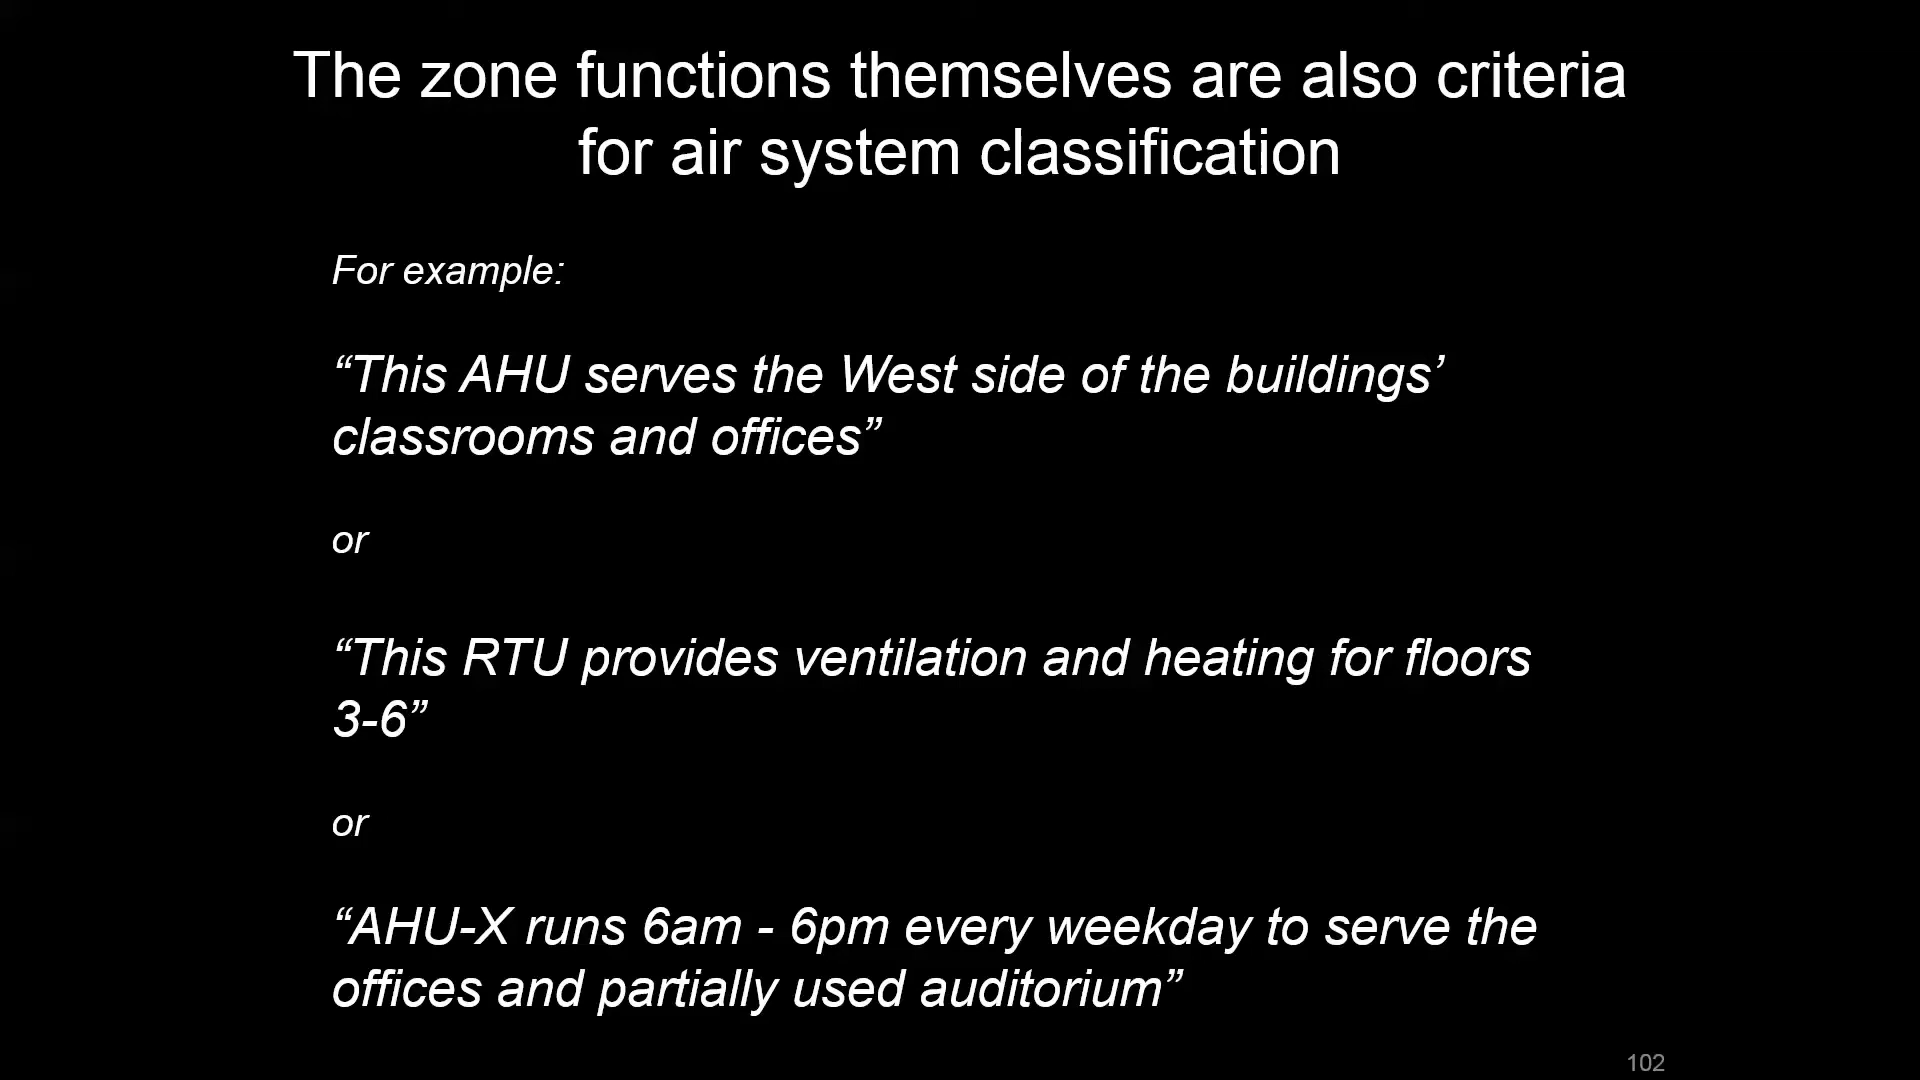 The zone functions themselves are also criteria
for air system classification
For example:
“This AHU serves the West side of the buildings’
classrooms and offices”
or
“This RTU provides ventilation and heating for floors
3-6”
or
“AHU-X runs 6am - 6pm every weekday to serve the
offices and partially used auditorium”
102